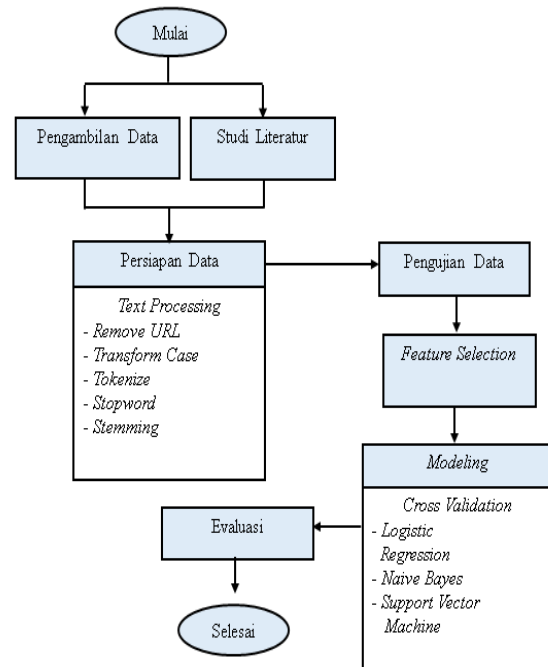 Mulai
Pengambilan Data
Studi Literatur
Persiapan Data
Text Processing
- Remove URL
- Transform Case
- Tokenize
- Stopword
- Stemming
Pengujian Data
Feature Selection
Modeling
Cross Validation
- Logistic
Regression
- Naive Bayes
- Support Vector
Machine
Evaluasi
Selesai